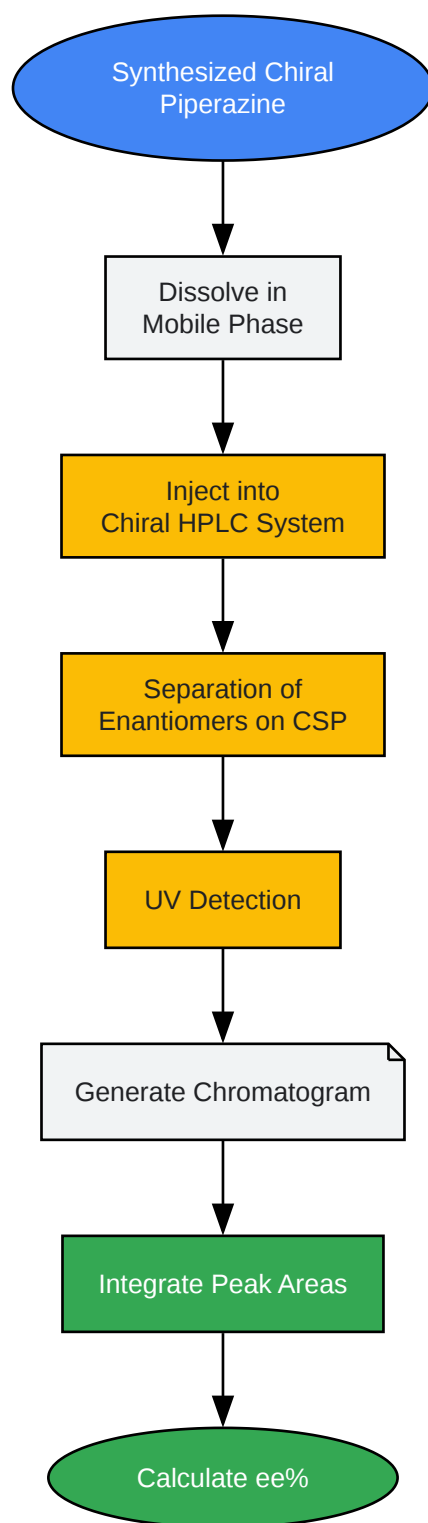 Synthesized Chiral
Piperazine
Dissolve in
Mobile Phase
Inject into
Chiral HPLC System
Separation of
Enantiomers on CSP
UV Detection
Generate Chromatogram
Integrate Peak Areas
Calculate ee%